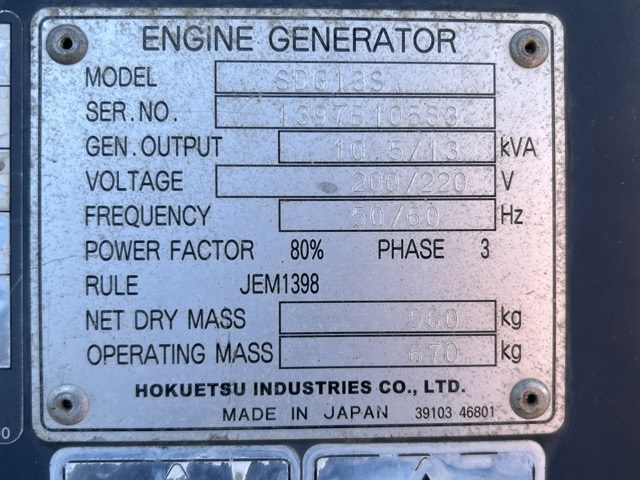 ENGINE GENERATOR
MODEL SDG13S
SER.NO. 1397510583
GEN.OUTPUT 10.5/13 kVA
VOLTAGE 200/220 V
FREQUENCY 50/60 Hz
POWER FACTOR 80% PHASE 3
RULE JEM1398
NET DRY MASS 560 kg
OPERATING MASS 670 kg
HOKUETSU INDUSTRIES CO., LTD.
MADE IN JAPAN 39103 46801